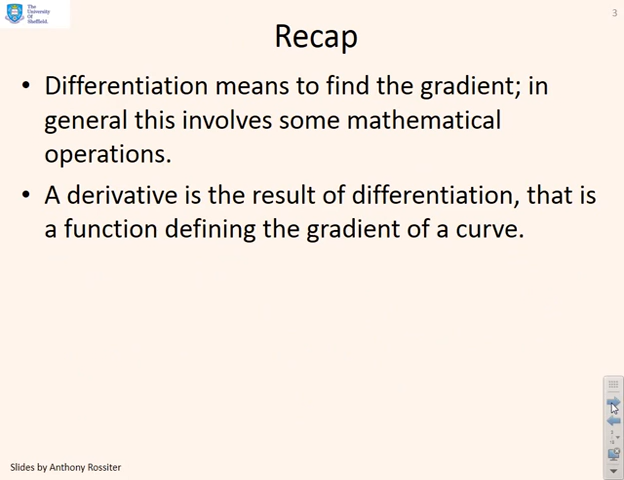 The
University
Of
Sheffield.
3
Recap
• Differentiation means to find the gradient; in
general this involves some mathematical
operations.
• A derivative is the result of differentiation, that is
a function defining the gradient of a curve.
Slides by Anthony Rossiter